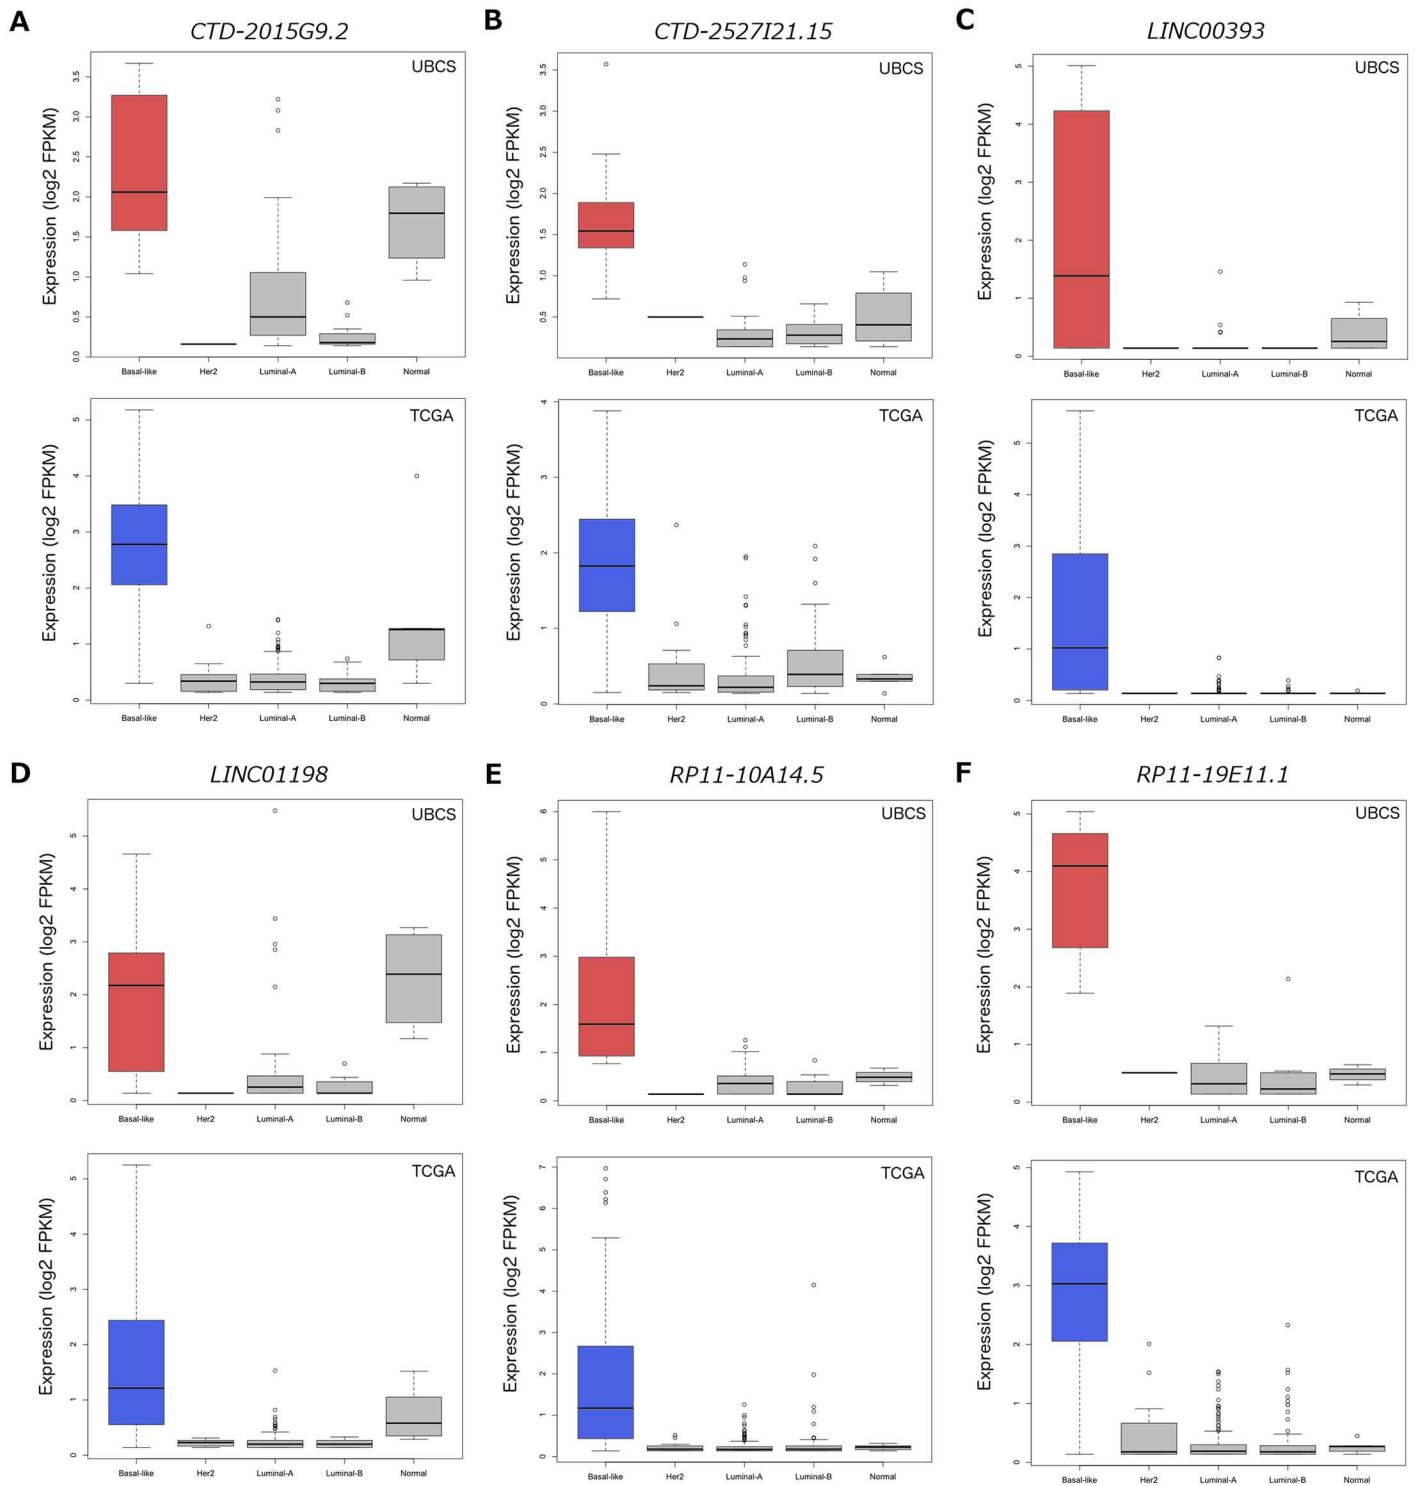 A
CTD-2015G9.2
UBCS
Expression (log2 FPKM)
3.5
3.0
2.5
2.0
1.5
1.0
0.5
0.0
Basal-like Her2 Luminal-A Luminal-B Normal
TCGA
Expression (log2 FPKM)
5
4
3
2
1
0
Basal-like Her2 Luminal-A Luminal-B Normal
B
CTD-2527I21.15
UBCS
Expression (log2 FPKM)
3.5
3.0
2.5
2.0
1.5
1.0
0.5
Basal-like Her2 Luminal-A Luminal-B Normal
TCGA
Expression (log2 FPKM)
4
3
2
1
0
Basal-like Her2 Luminal-A Luminal-B Normal
C
LINC00393
UBCS
Expression (log2 FPKM)
5
4
3
2
1
0
Basal-like Her2 Luminal-A Luminal-B Normal
TCGA
Expression (log2 FPKM)
5
4
3
2
1
0
Basal-like Her2 Luminal-A Luminal-B Normal
D
LINC01198
UBCS
Expression (log2 FPKM)
5
4
3
2
1
0
Basal-like Her2 Luminal-A Luminal-B Normal
TCGA
Expression (log2 FPKM)
5
4
3
2
1
0
Basal-like Her2 Luminal-A Luminal-B Normal
E
RP11-10A14.5
UBCS
Expression (log2 FPKM)
6
5
4
3
2
1
0
Basal-like Her2 Luminal-A Luminal-B Normal
TCGA
Expression (log2 FPKM)
7
6
5
4
3
2
1
0
Basal-like Her2 Luminal-A Luminal-B Normal
F
RP11-19E11.1
UBCS
Expression (log2 FPKM)
5
4
3
2
1
0
Basal-like Her2 Luminal-A Luminal-B Normal
TCGA
Expression (log2 FPKM)
5
4
3
2
1
0
Basal-like Her2 Luminal-A Luminal-B Normal